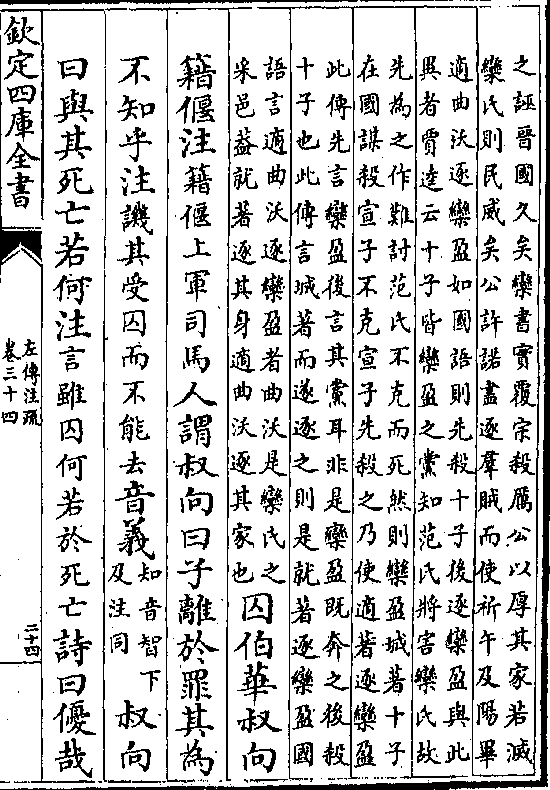 之誣晉國久矣欒書實覆宗殺厲公以厚其家若滅
欒氏則民威矣公許諾盡逐羣賊而使祈午及陽畢
適曲沃逐欒盈如國語則先殺十子後逐欒盈與此
異者賈逵云十子皆欒盈之黨知范氏將害欒氏故
先為之作難討范氏不克而死然則欒盈城著十子
在國謀殺宣子不克宣子先殺之乃使適著逐欒盈
此傳先言欒盈後言其黨耳非是欒盈既奔之後殺
十子也此傳言城著而遂逐之則是就著逐欒盈國
語言適曲沃逐欒盈者曲沃是欒氏之
采邑葢就著逐其身適曲沃逐其家也
囚伯華叔向
籍偃注籍偃上軍司馬人謂叔向曰子離於罪其為
不知乎注譏其受囚而不能去音義
知音智下
及注同
叔向
曰與其死亡若何注言雖囚何若於死亡詩曰優哉
欽定四庫全書
左傳注疏
卷三十四
二十四